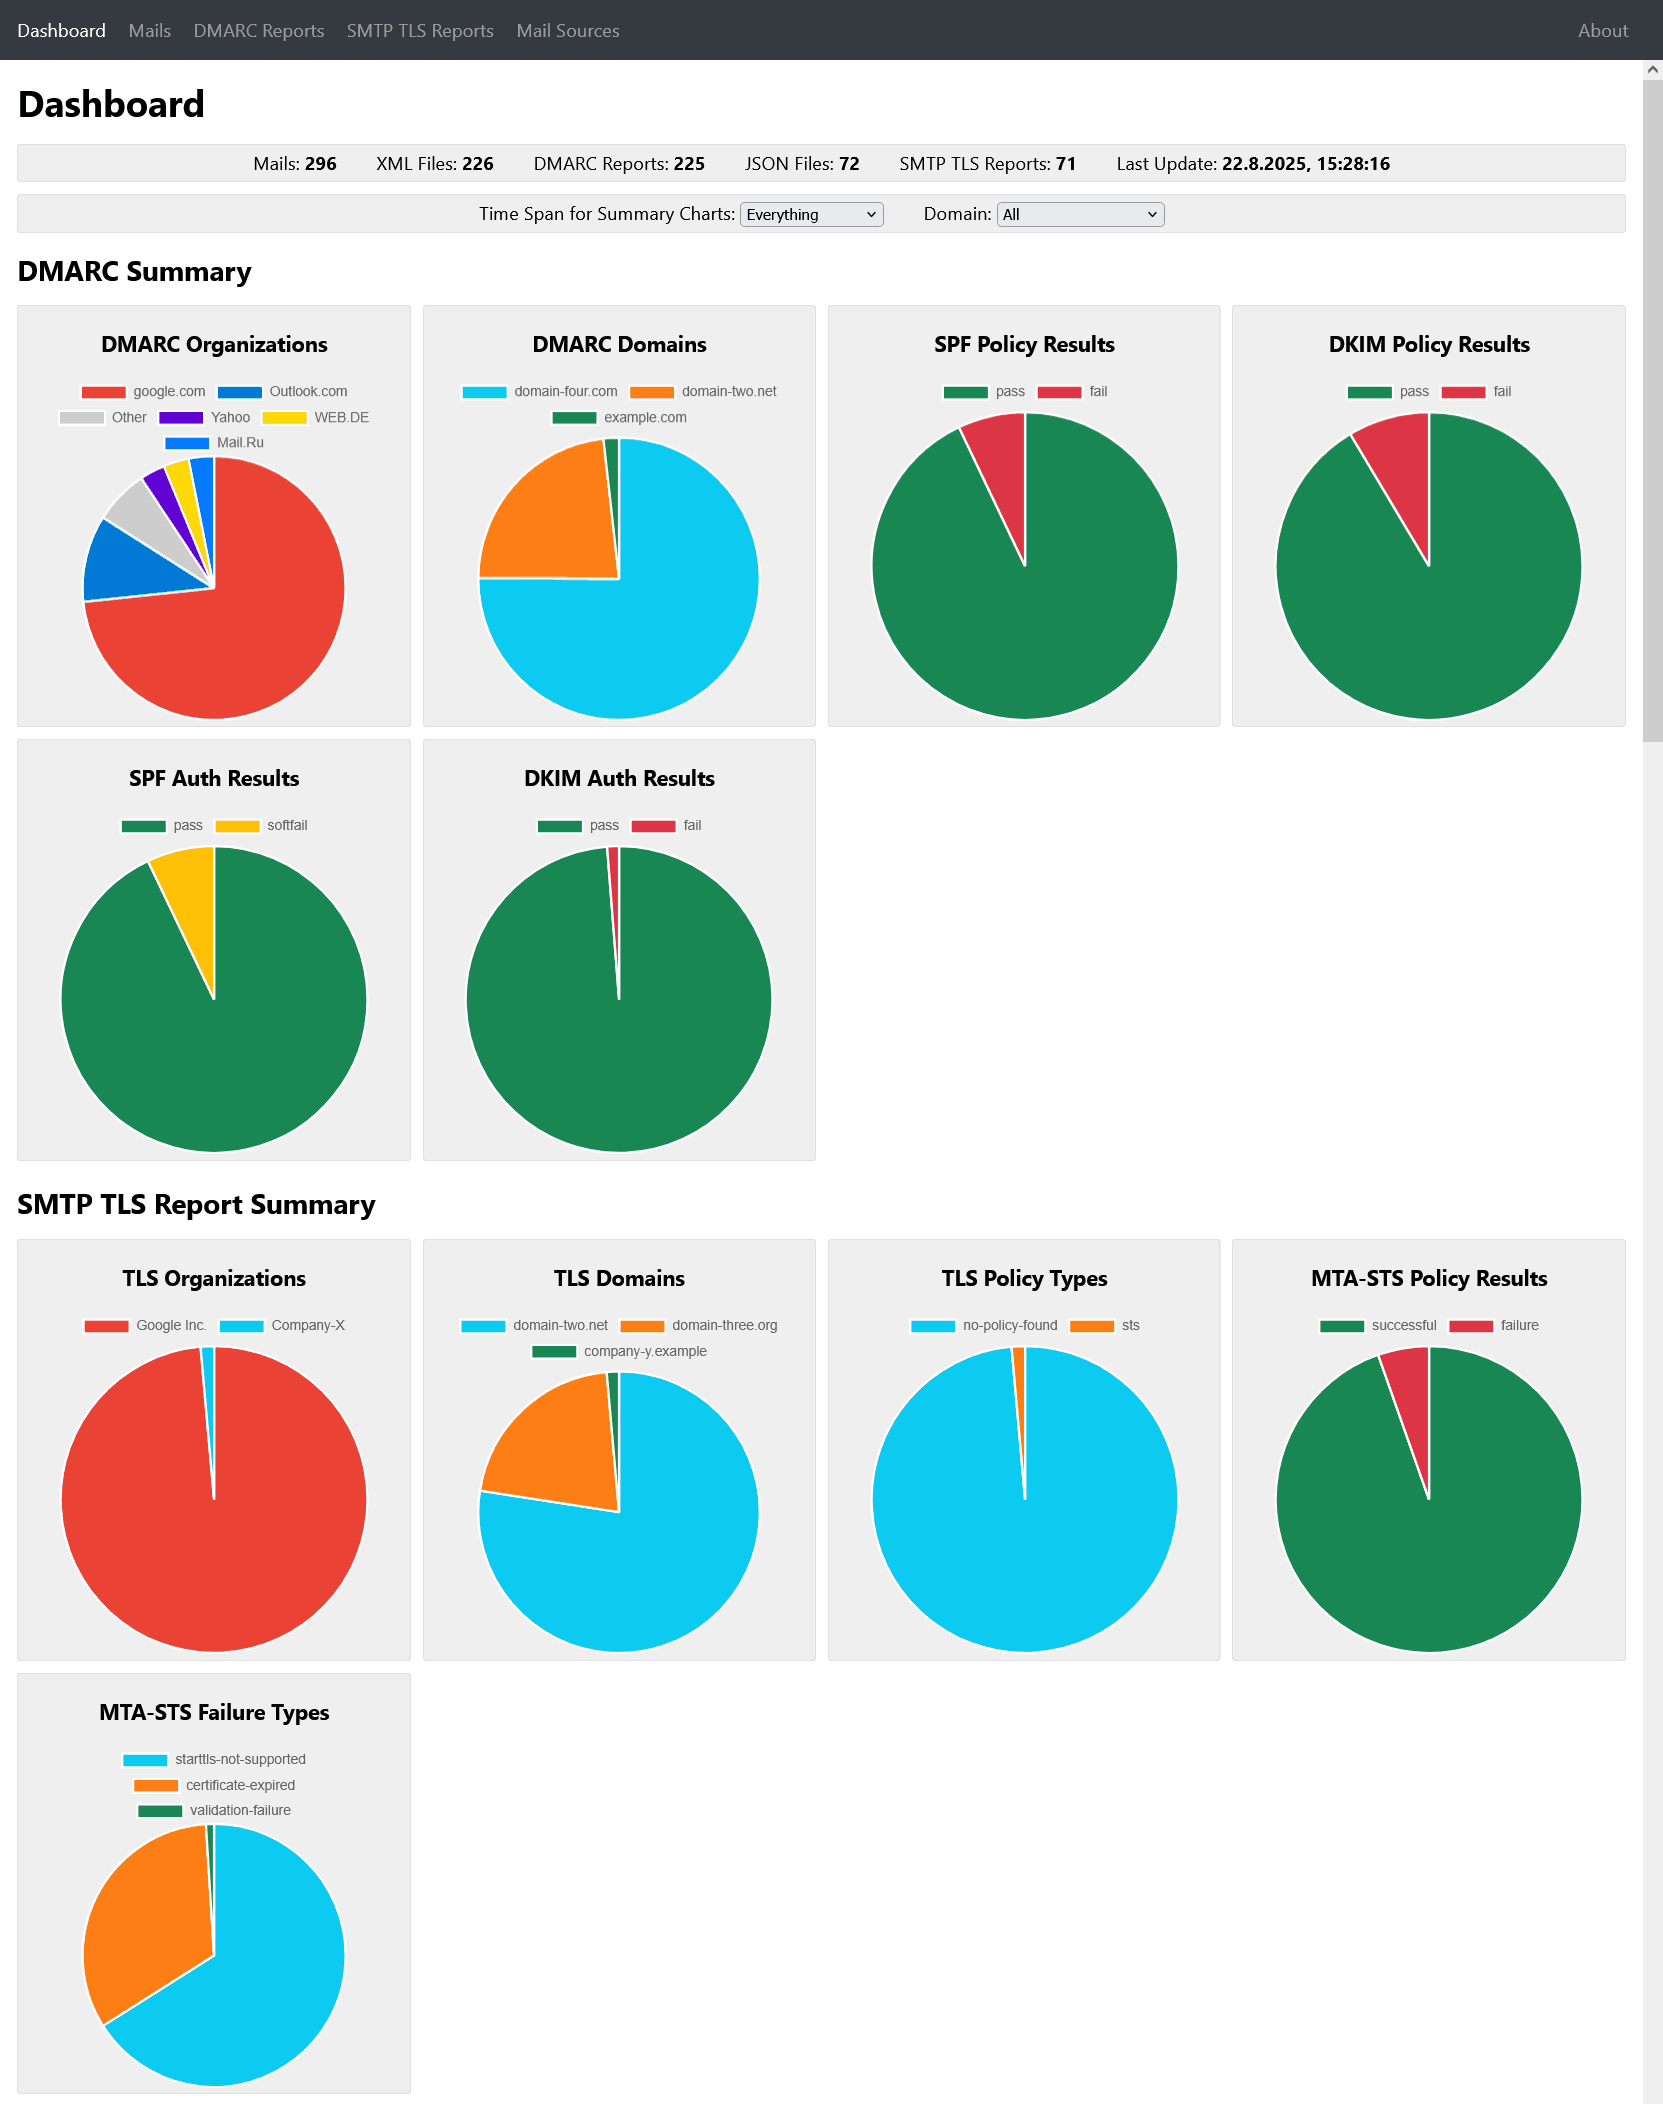 Dashboard Mails DMARC Reports SMTP TLS Reports Mail Sources About
Dashboard
Mails: 296 XML Files: 226 DMARC Reports: 225 JSON Files: 72 SMTP TLS Reports: 71 Last Update: 22.8.2025, 15:28:16
Time Span for Summary Charts: Everything Domain: All
DMARC Summary
DMARC Organizations
google.com Outlook.com
Other Yahoo WEB.DE
Mail.Ru
DMARC Domains
domain-four.com domain-two.net
example.com
SPF Policy Results
pass fail
DKIM Policy Results
pass fail
SPF Auth Results
pass softfail
DKIM Auth Results
pass fail
SMTP TLS Report Summary
TLS Organizations
Google Inc. Company-X
TLS Domains
domain-two.net domain-three.org
company-y.example
TLS Policy Types
no-policy-found sts
MTA-STS Policy Results
successful failure
MTA-STS Failure Types
starttls-not-supported
certificate-expired
validation-failure